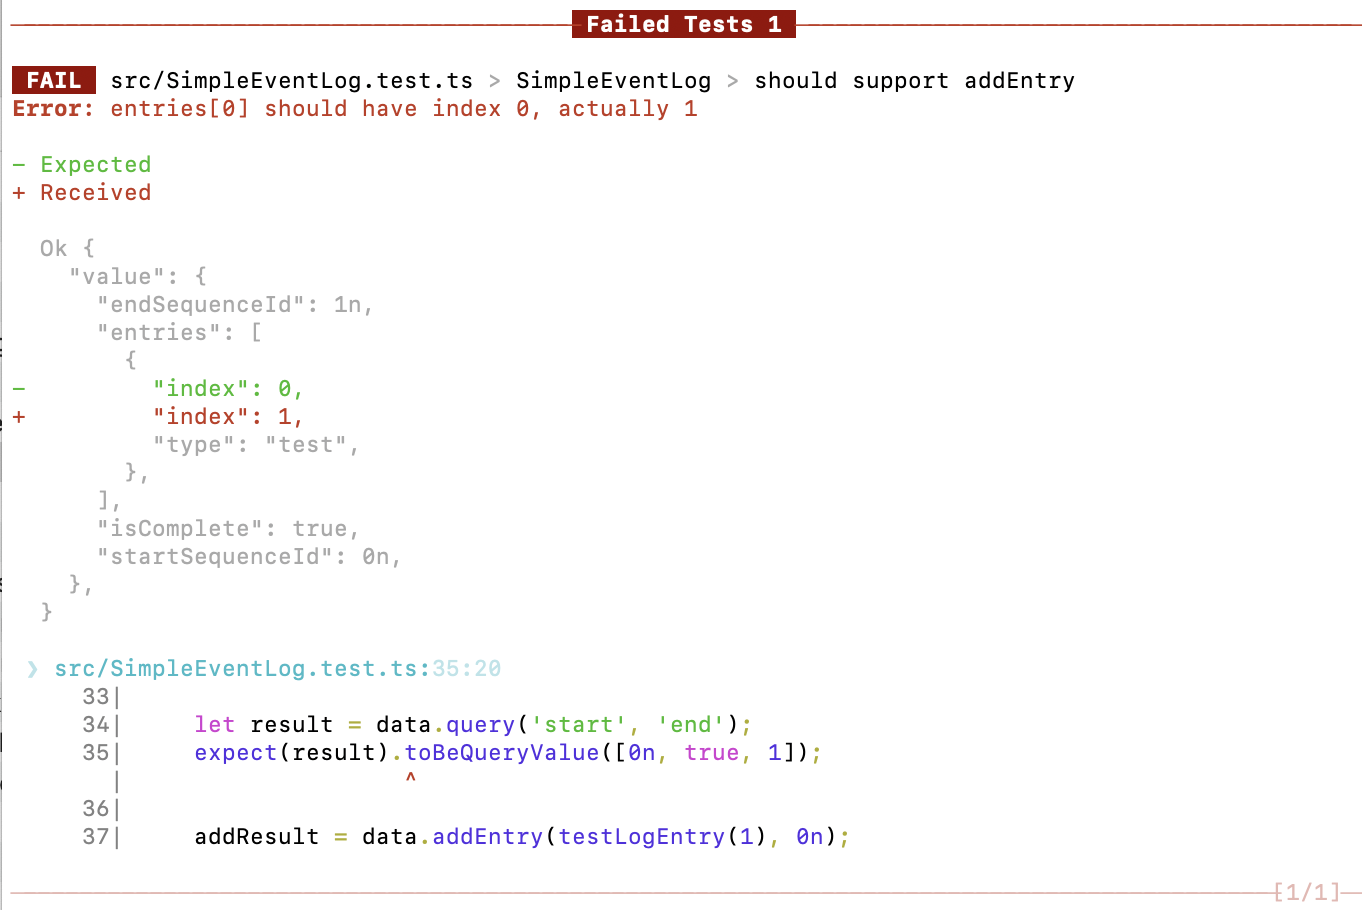 Failed Tests 1
FAIL src/SimpleEventLog.test.ts > SimpleEventLog > should support addEntry
Error: entries[0] should have index 0, actually 1
- Expected
+ Received
Ok {
"value": {
"endSequenceId": 1n,
"entries": [
{
- "index": 0,
+ "index": 1,
"type": "test",
},
],
"isComplete": true,
"startSequenceId": 0n,
},
}
❯ src/SimpleEventLog.test.ts:35:20
33|
34| let result = data.query('start', 'end');
35| expect(result).toBeQueryValue([0n, true, 1]);
| ^
36|
37| addResult = data.addEntry(testLogEntry(1), 0n);
[1/1]